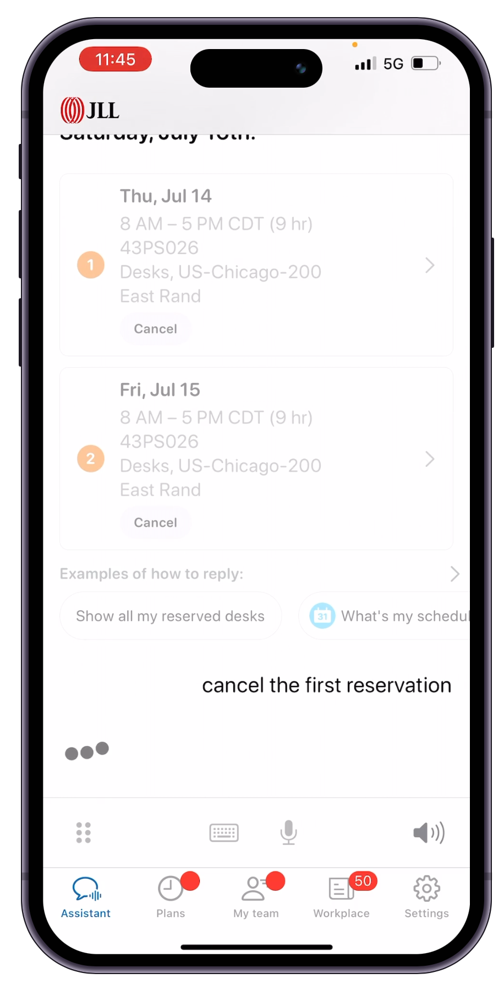 11:45
5G
JLL
Saturday, July 16th.
Thu, Jul 14
8 AM – 5 PM CDT (9 hr)
43PS026
1
Desks, US-Chicago-200
East Rand
Cancel
Fri, Jul 15
8 AM – 5 PM CDT (9 hr)
43PS026
2
Desks, US-Chicago-200
East Rand
Cancel
Examples of how to reply:
Show all my reserved desks
31 What's my schedul
cancel the first reservation
50
Assistant
Plans
My team
Workplace
Settings